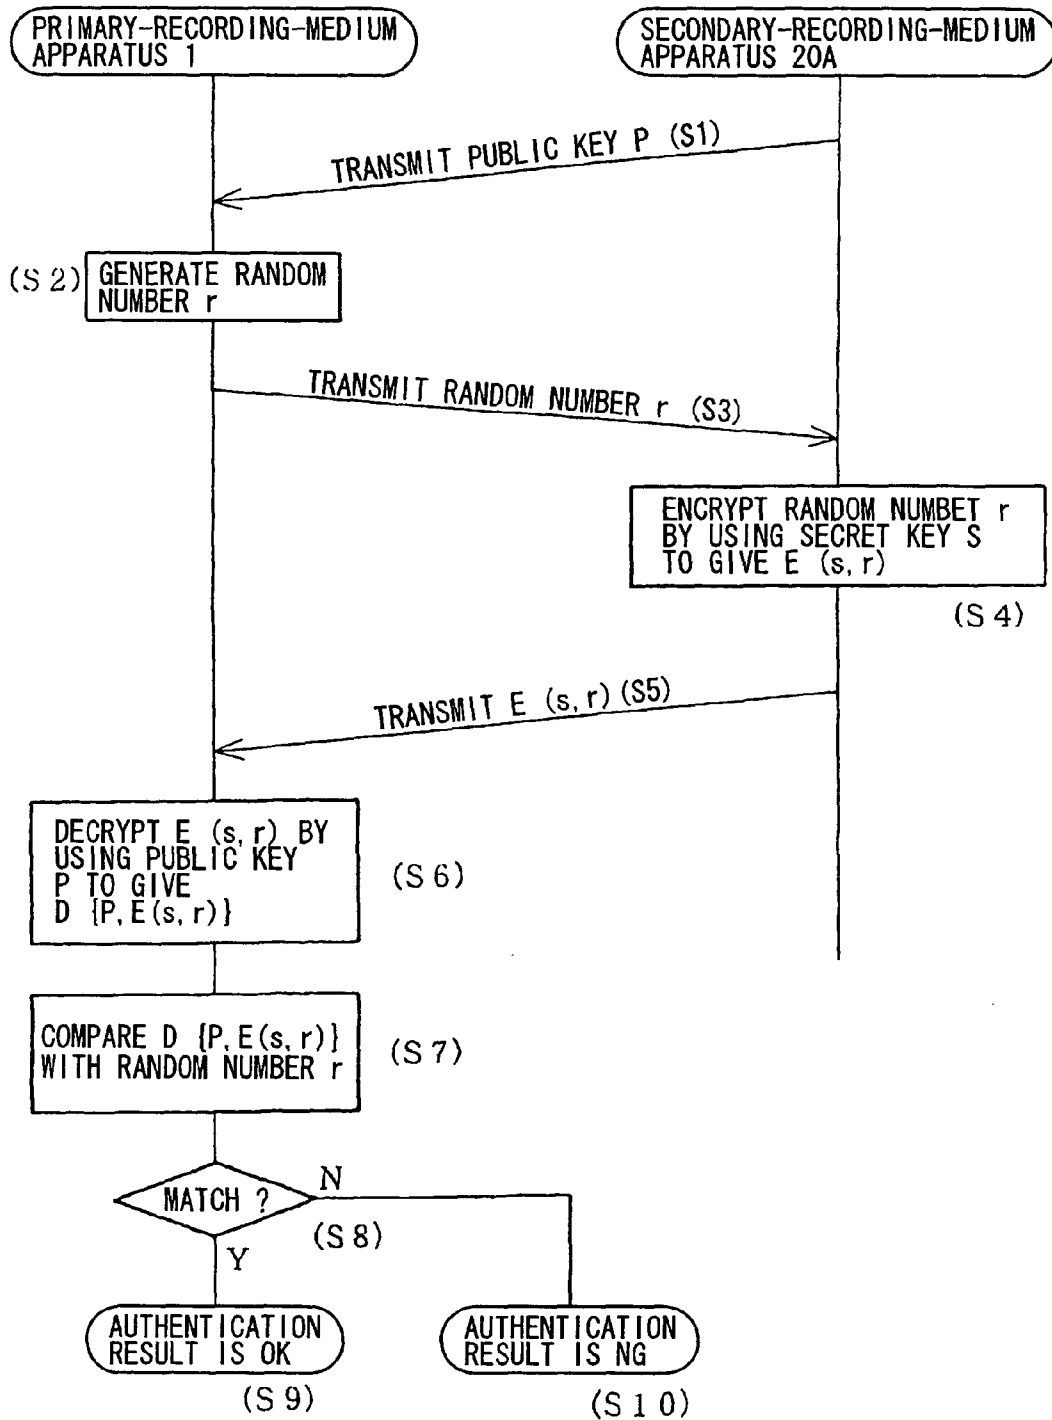 PRIMARY-RECORDING-MEDIUM
APPARATUS 1
SECONDARY-RECORDING-MEDIUM
APPARATUS 20A
TRANSMIT PUBLIC KEY P (S1)
(S2)
GENERATE RANDOM
NUMBER r
TRANSMIT RANDOM NUMBER r (S3)
ENCRYPT RANDOM NUMBET r
BY USING SECRET KEY S
TO GIVE E (s,r)
(S4)
TRANSMIT E (s,r) (S5)
DECRYPT E (s,r) BY
USING PUBLIC KEY
P TO GIVE
D {P,E(s,r)}
(S6)
COMPARE D {P,E(s,r)}
WITH RANDOM NUMBER r
(S7)
MATCH ?
N
(S8)
Y
AUTHENTICATION
RESULT IS OK
(S9)
AUTHENTICATION
RESULT IS NG
(S10)